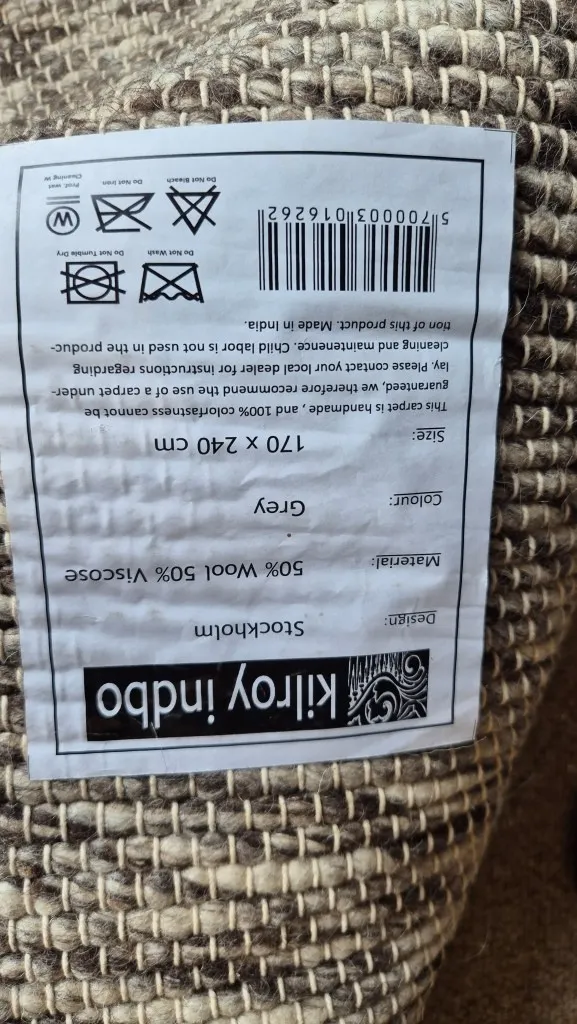 kilroy indbo
Design: Stockholm
Material: 50% Wool 50% Viscose
Colour: Grey
Size: 170 x 240 cm
This carpet is handmade , and 100% colorfastness cannot be
guaranteed, we therefore recommend the use of a carpet under-
lay. Please contact your local dealer for instructions regarding
cleaning and maintenence. Child labor is not used in the produc-
tion of this product. Made in India.
5 700003 016262
Do Not Wash
Do Not Tumble Dry
Do Not Bleach
Do Not Iron
Prof. wet
Cleaning W
W